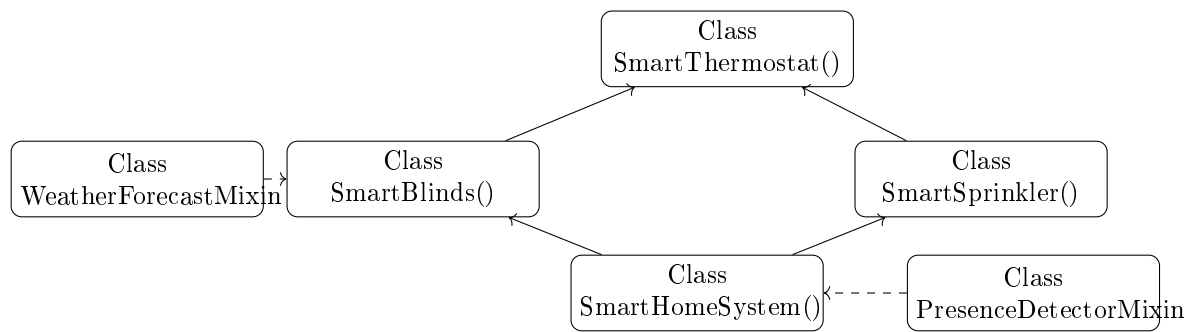 Class
SmartThermostat()
Class
WeatherForecastMixin
Class
SmartBlinds()
Class
SmartSprinkler()
Class
SmartHomeSystem()
Class
PresenceDetectorMixin